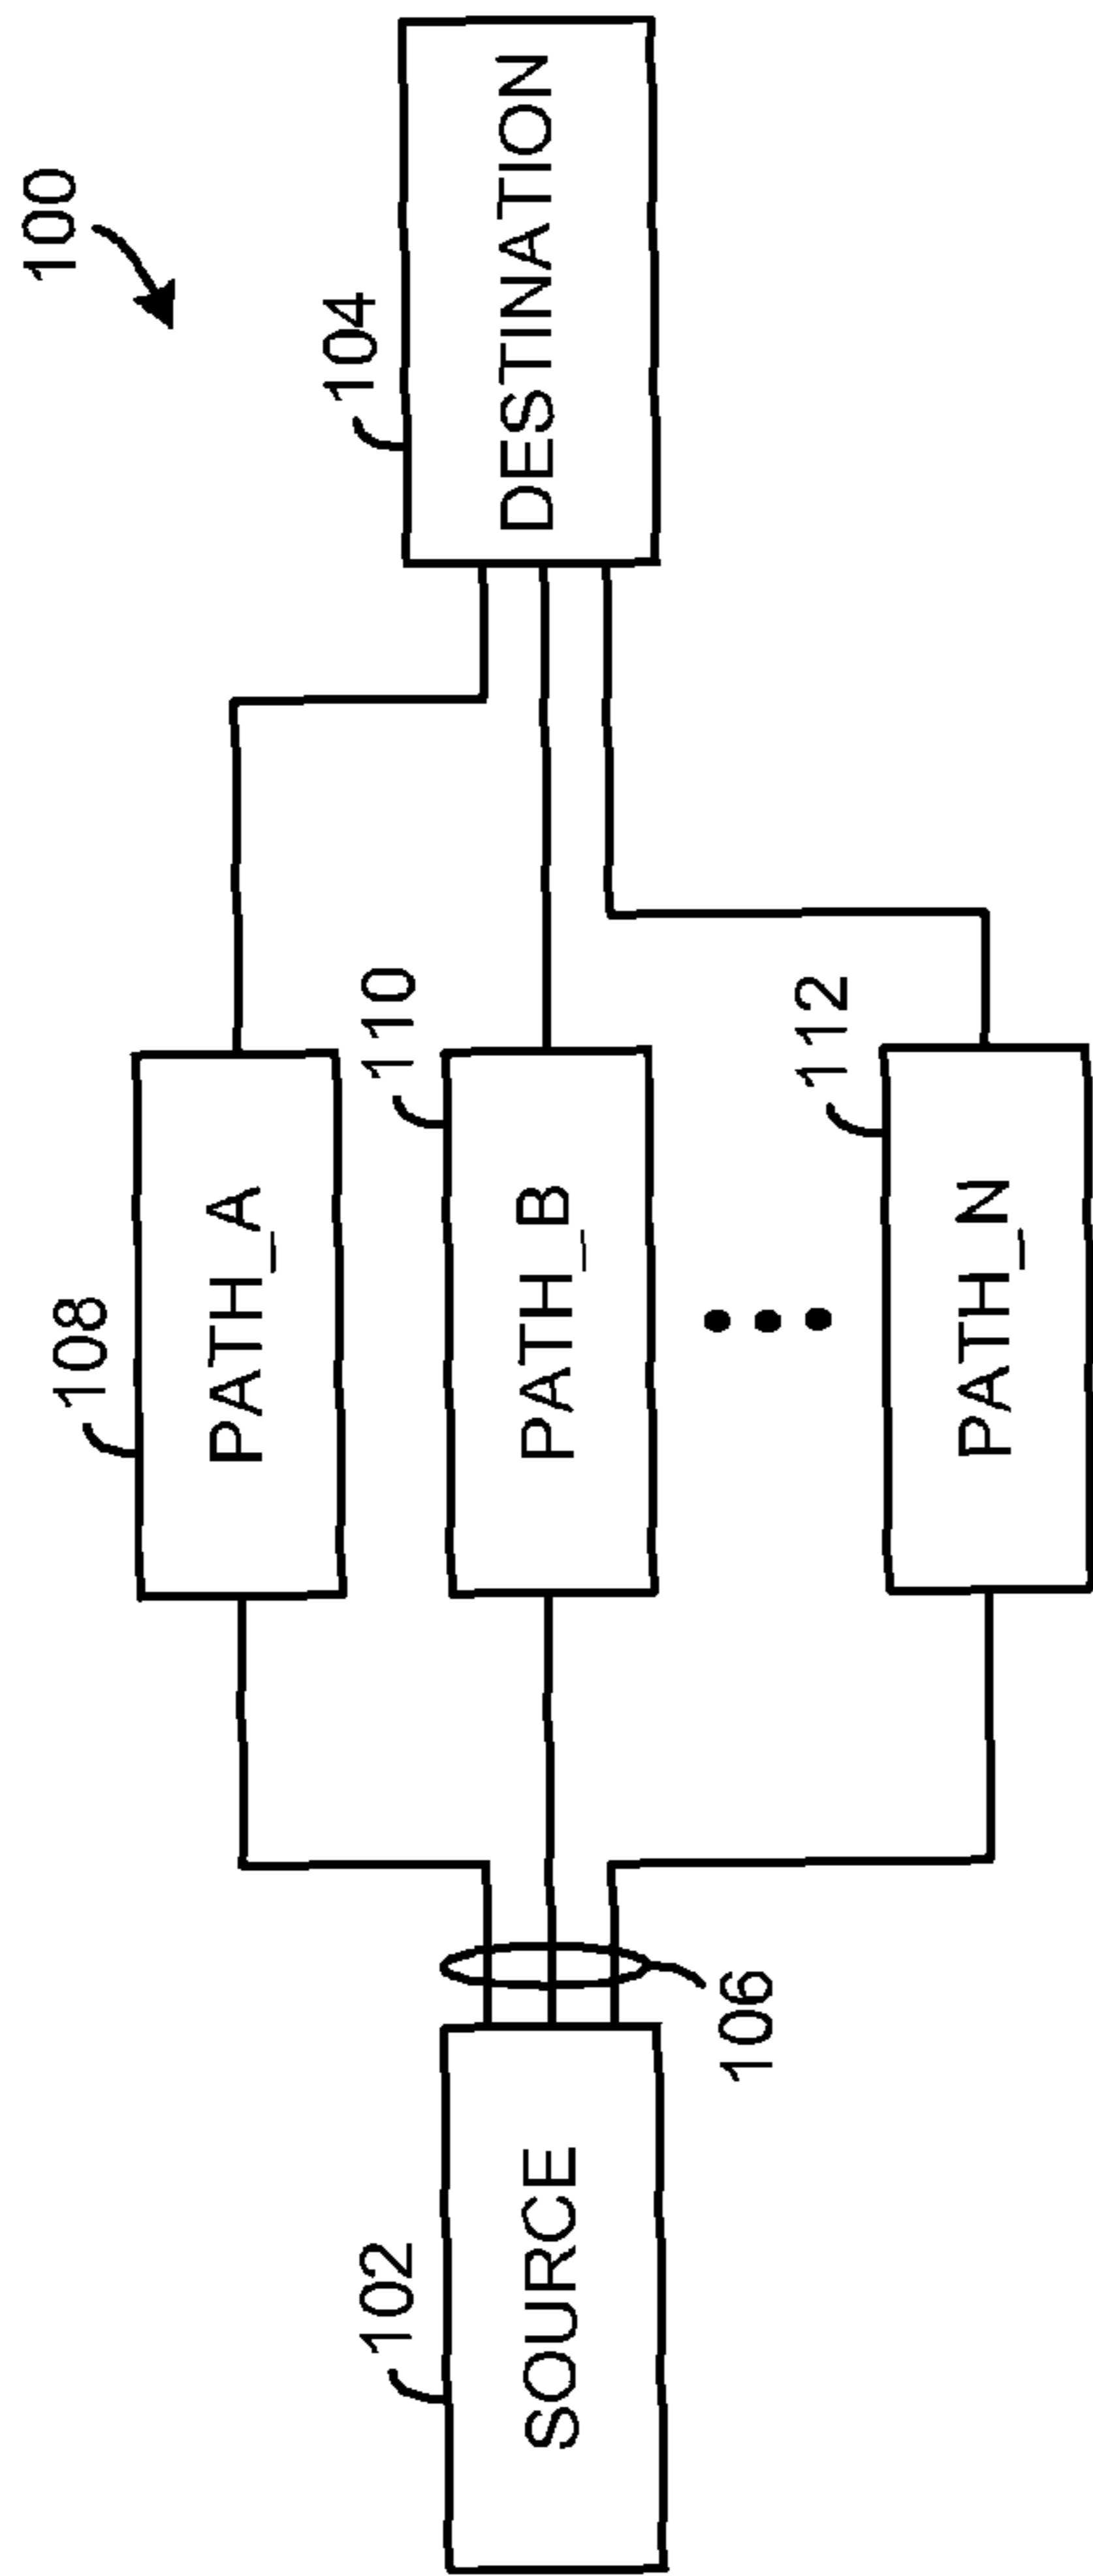 100
108
PATH_A
104
DESTINATION
102
SOURCE
110
PATH_B
106
112
PATH_N